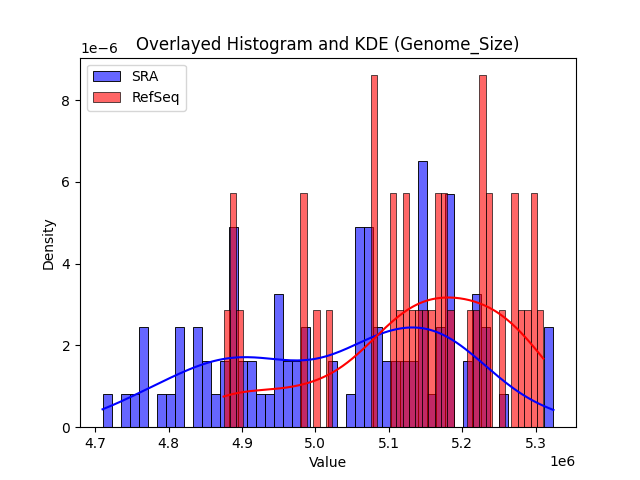 Overlayed Histogram and KDE (Genome_Size)
1e−6
SRA
RefSeq
8
6
4
2
0
Density
4.7 4.8 4.9 5.0 5.1 5.2 5.3
1e6
Value